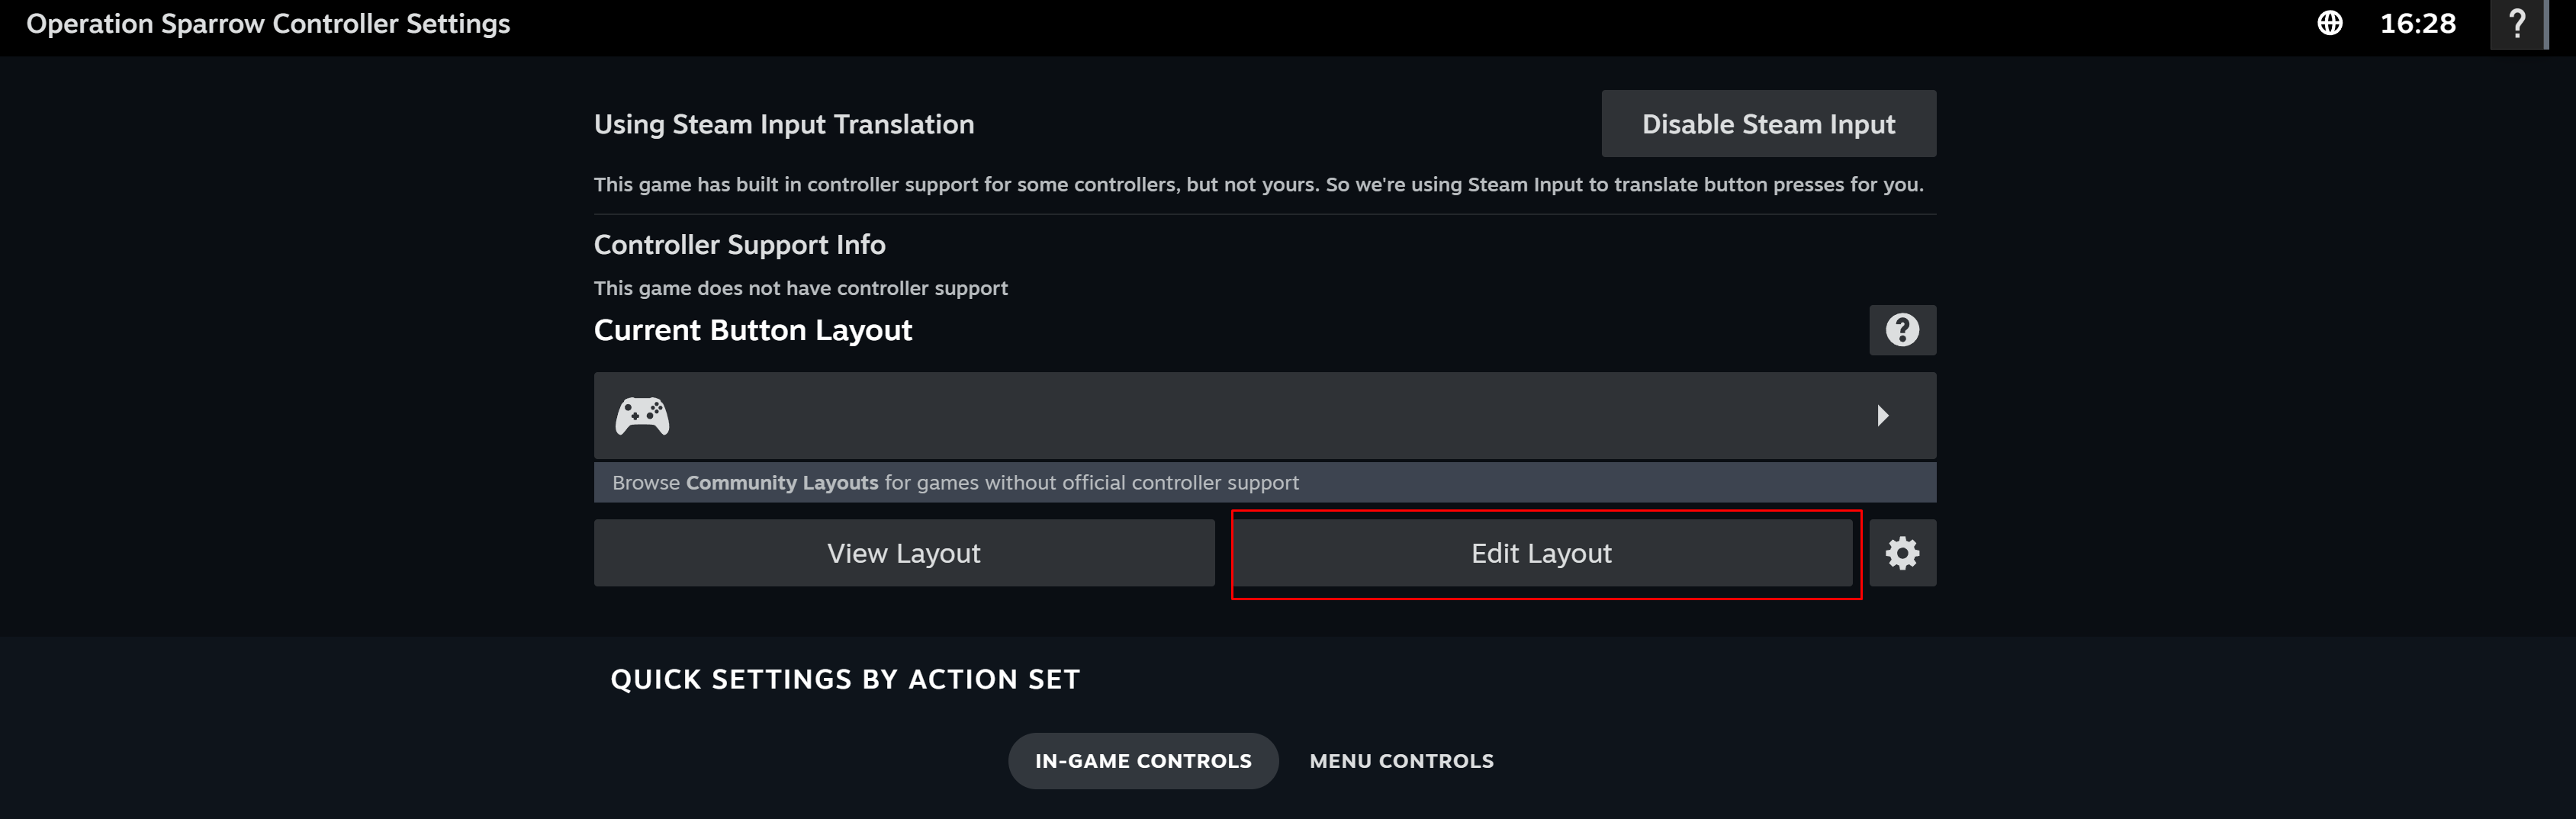 Operation Sparrow Controller Settings
16:28
?
Using Steam Input Translation
Disable Steam Input
This game has built in controller support for some controllers, but not yours. So we're using Steam Input to translate button presses for you.
Controller Support Info
This game does not have controller support
Current Button Layout
?
Browse Community Layouts for games without official controller support
View Layout
Edit Layout
QUICK SETTINGS BY ACTION SET
IN-GAME CONTROLS
MENU CONTROLS